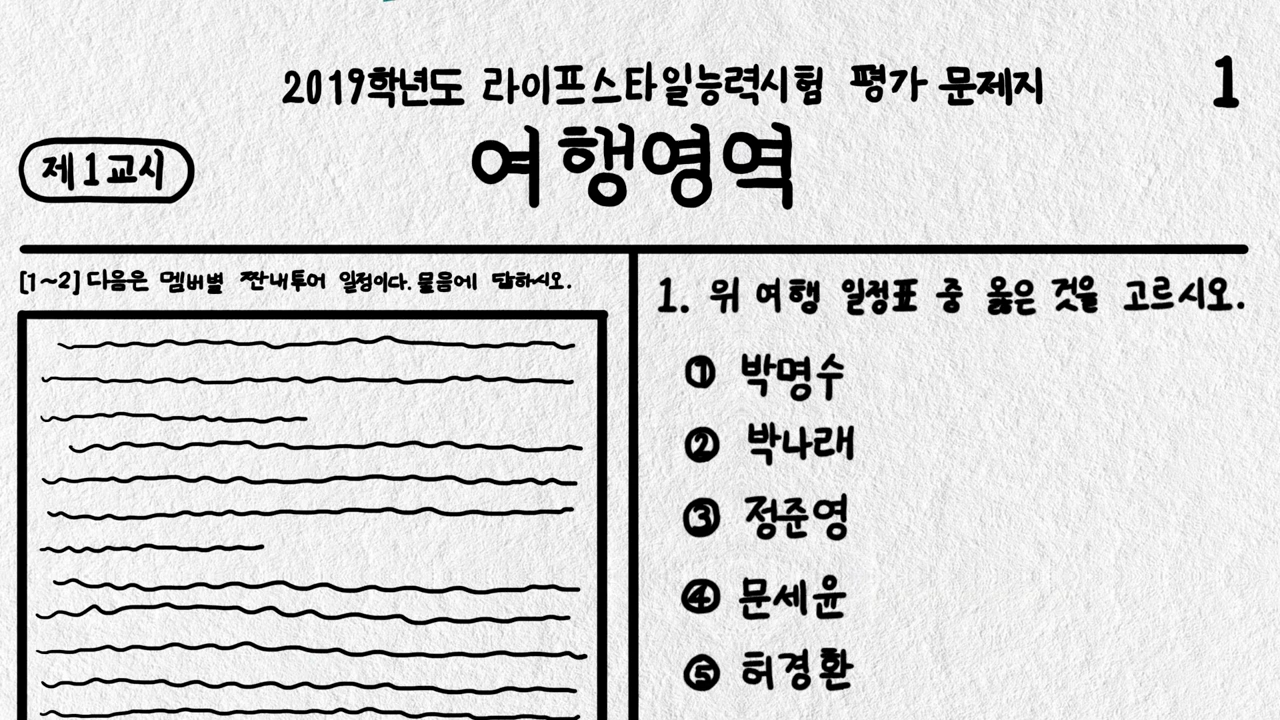 2019학년도 라이프스타일능력시험 평가 문제지
1
제1교시
여행영역
[1~2] 다음은 멤버별 짠내투어 일정이다. 물음에 답하시오.
1. 위 여행 일정표 중 옳은 것을 고르시오.
① 박명수
② 박나래
③ 정준영
④ 문세윤
⑤ 허경환